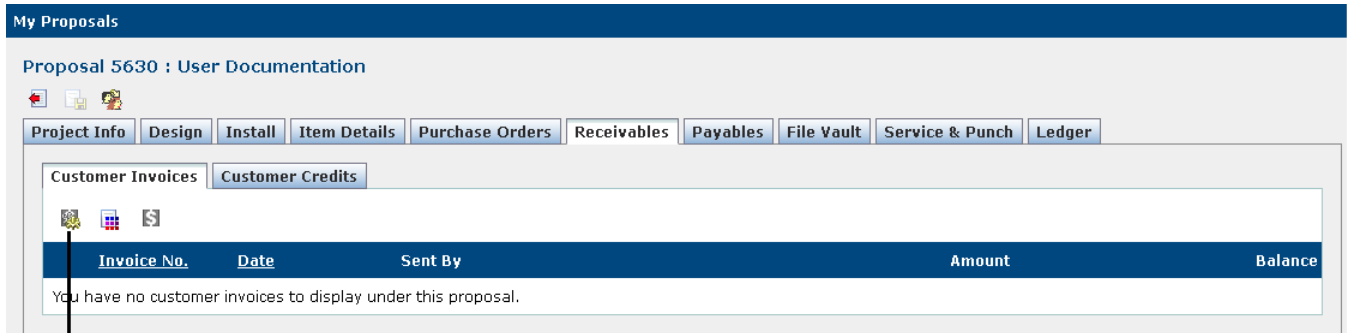 My Proposals
Proposal 5630 : User Documentation
Project Info Design Install Item Details Purchase Orders Receivables Payables File Vault Service & Punch Ledger
Customer Invoices Customer Credits
$
Invoice No. Date Sent By Amount Balance
You have no customer invoices to display under this proposal.